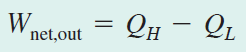 W_net,out = Q_H − Q_L